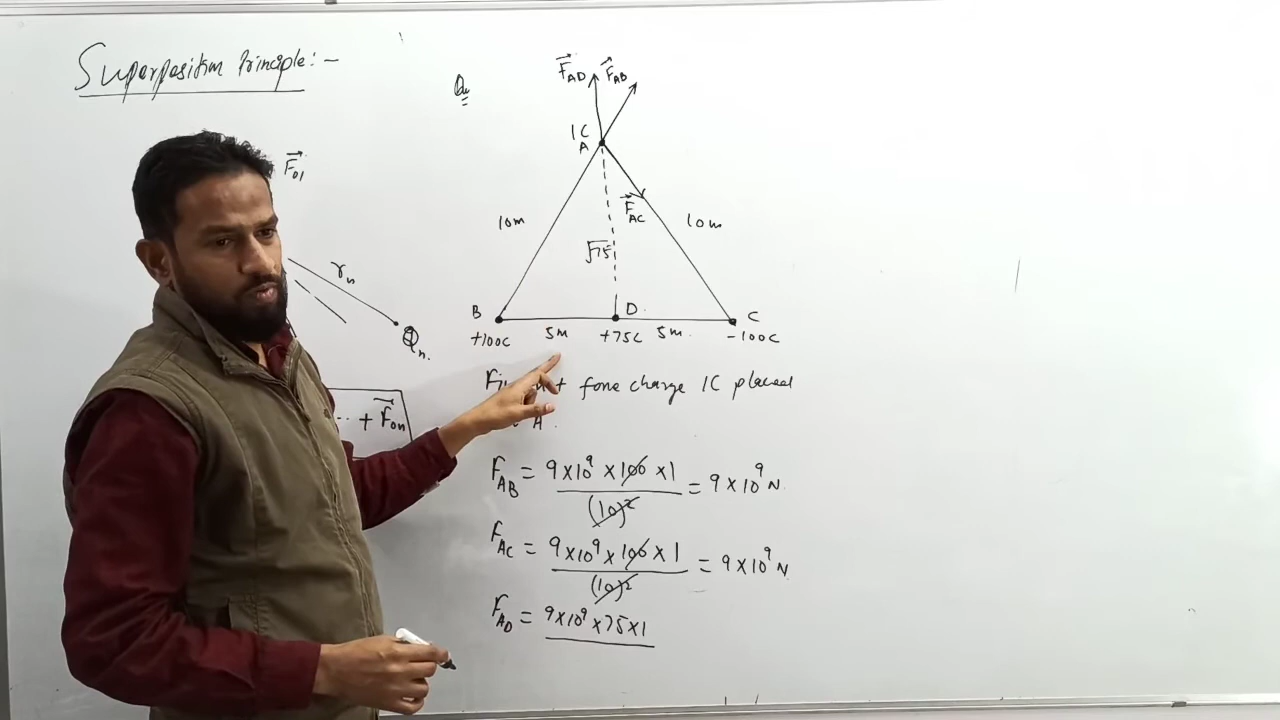 Superposition Principle:-
F⃗01
rn
Qn.
... + F⃗on
Qu
F⃗AD F⃗AB
1C
A
10m
F⃗AC
10m
√75
B
D.
C
+100C
5m
+75C
5m.
-100C
fone charge 1C placed
A.
FAB = 9×10⁹ × 100 × 1 / (10)² = 9 × 10⁹ N.
FAC = 9×10⁹ × 100 × 1 / (10)² = 9 × 10⁹ N.
FAD = 9×10⁹ × 75×1